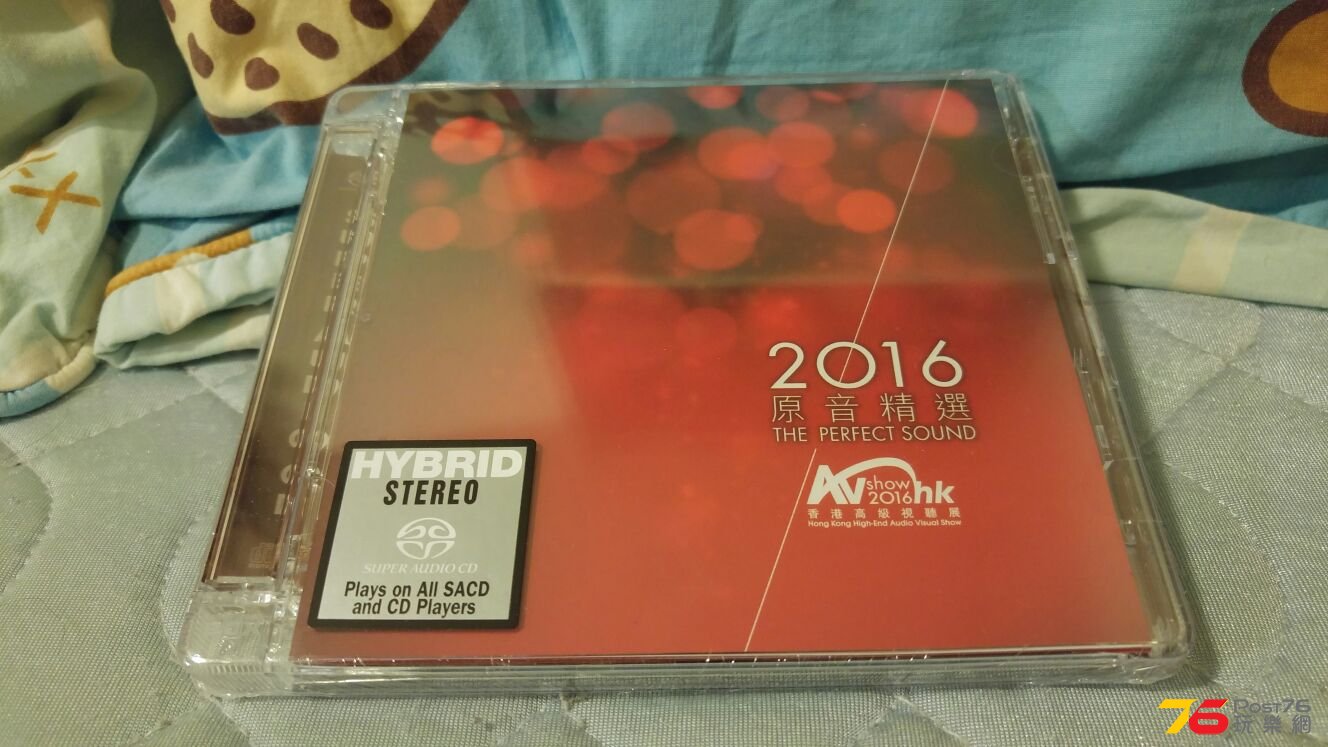 2016
原音精選
THE PERFECT SOUND
AV show 2016 hk
香港高級視聽展
Hong Kong High-End Audio Visual Show
HYBRID
STEREO
SUPER AUDIO CD
Plays on All SACD
and CD Players
76 Post76
玩樂網